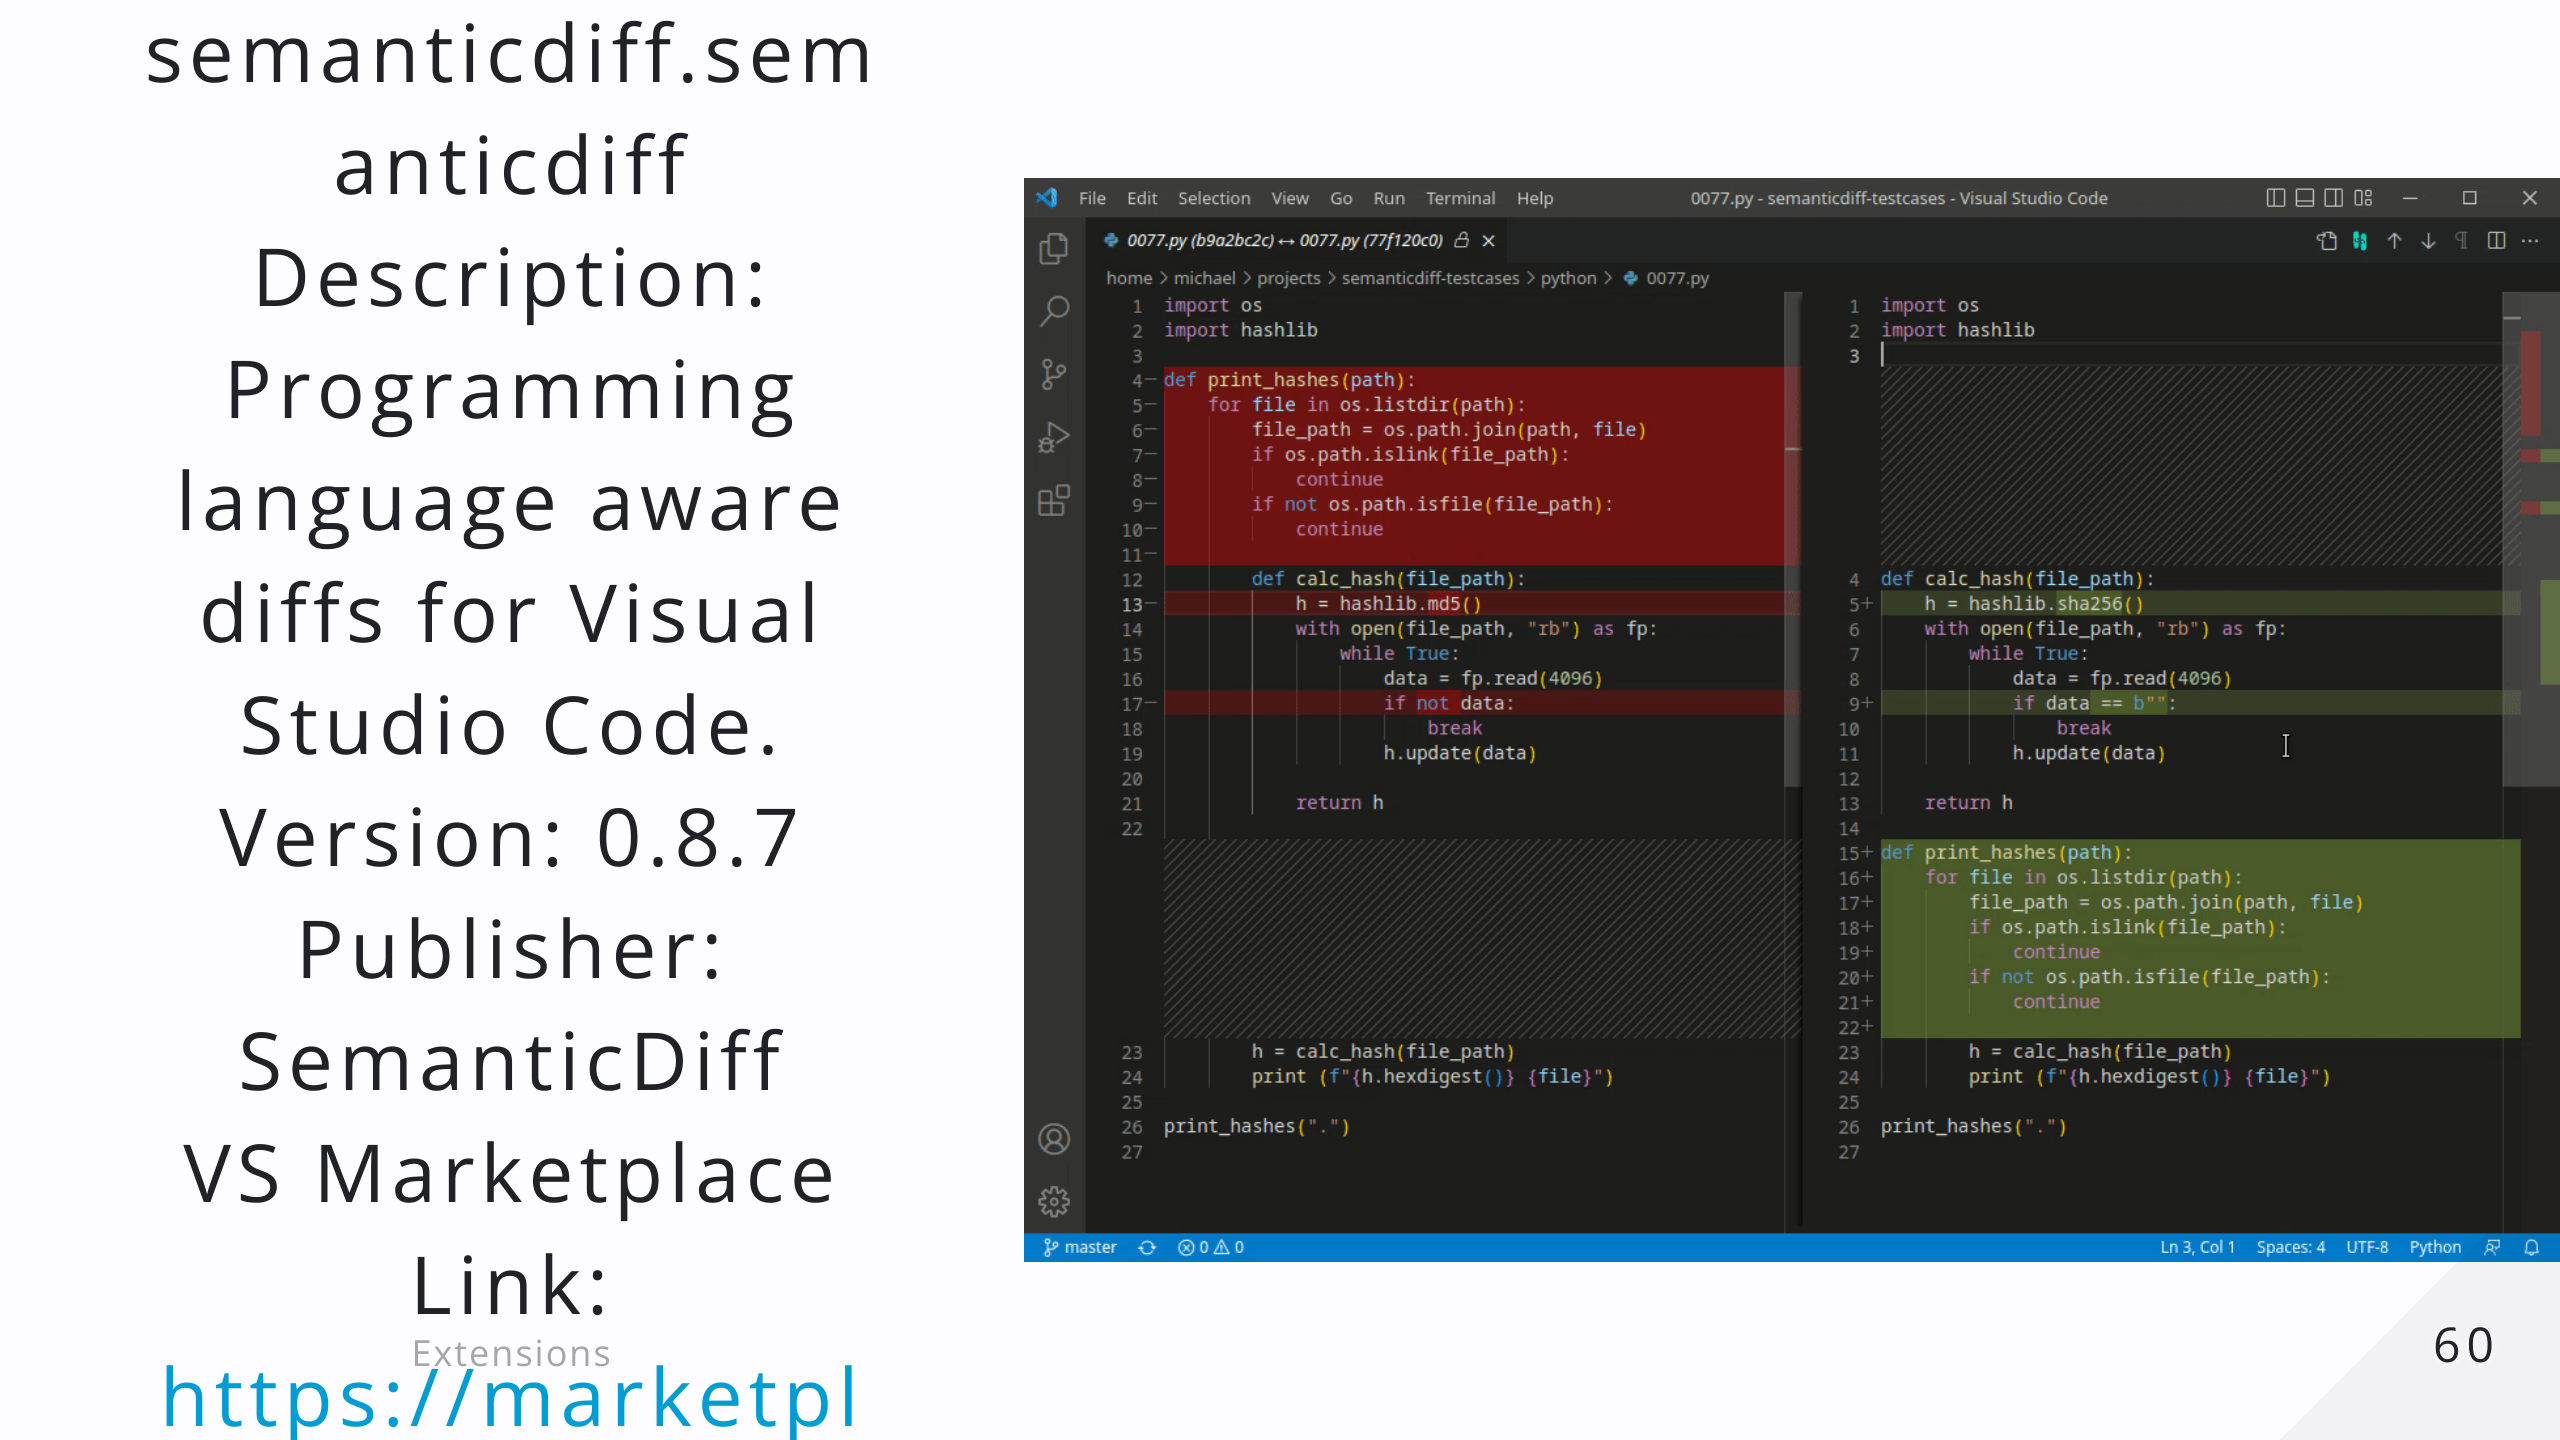 semanticdiff.sem
anticdiff
Description:
Programming
language aware
diffs for Visual
Studio Code.
Version: 0.8.7
Publisher:
SemanticDiff
VS Marketplace
Link:
https://marketpl
Extensions
File Edit Selection View Go Run Terminal Help 0077.py - semanticdiff-testcases - Visual Studio Code
0077.py (b9a2bc2c) ↔ 0077.py (77f120c0)
home > michael > projects > semanticdiff-testcases > python > 0077.py
1 import os
2 import hashlib
3
4− def print_hashes(path):
5− for file in os.listdir(path):
6− file_path = os.path.join(path, file)
7− if os.path.islink(file_path):
8− continue
9− if not os.path.isfile(file_path):
10− continue
11−
12 def calc_hash(file_path):
13− h = hashlib.md5()
14 with open(file_path, "rb") as fp:
15 while True:
16 data = fp.read(4096)
17− if not data:
18 break
19 h.update(data)
20
21 return h
22
23 h = calc_hash(file_path)
24 print (f"{h.hexdigest()} {file}")
25
26 print_hashes(".")
27
1 import os
2 import hashlib
3
4 def calc_hash(file_path):
5+ h = hashlib.sha256()
6 with open(file_path, "rb") as fp:
7 while True:
8 data = fp.read(4096)
9+ if data == b"":
10 break
11 h.update(data)
12
13 return h
14
15+ def print_hashes(path):
16+ for file in os.listdir(path):
17+ file_path = os.path.join(path, file)
18+ if os.path.islink(file_path):
19+ continue
20+ if not os.path.isfile(file_path):
21+ continue
22+
23 h = calc_hash(file_path)
24 print (f"{h.hexdigest()} {file}")
25
26 print_hashes(".")
27
master 0 0 Ln 3, Col 1 Spaces: 4 UTF-8 Python
60